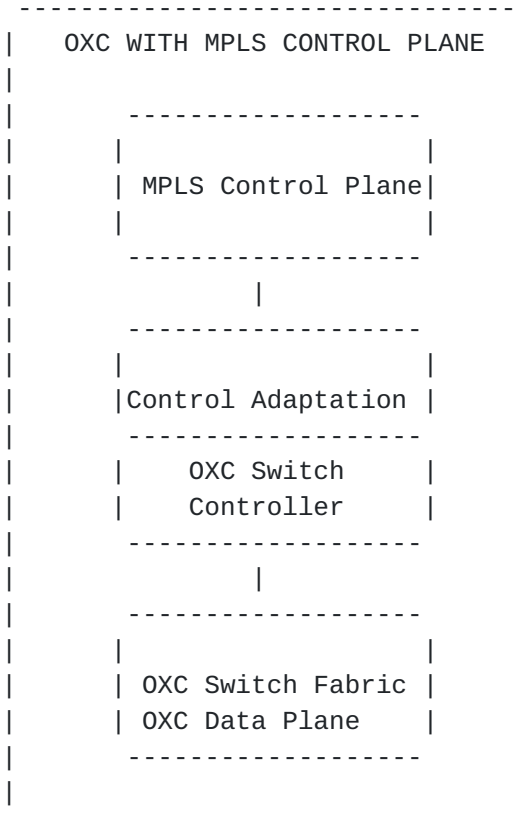 OXC WITH MPLS CONTROL PLANE
MPLS Control Plane
Control Adaptation
OXC Switch
Controller
OXC Switch Fabric
OXC Data Plane